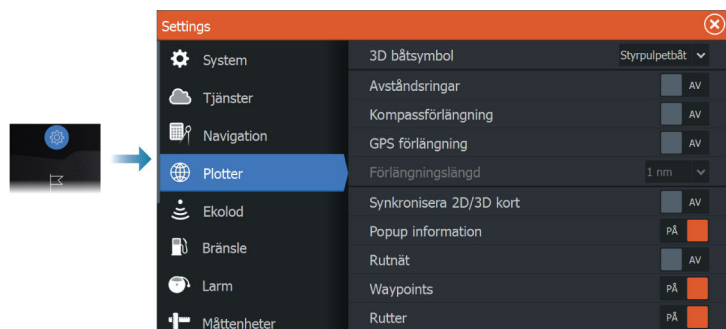 Settings
System
Tjänster
Navigation
Plotter
Ekolod
Bränsle
Larm
Måttenheter
3D båtsymbol Styrpulpetbåt
Avståndsringar AV
Kompassförlängning AV
GPS förlängning AV
Förlängningslängd 1 nm
Synkronisera 2D/3D kort AV
Popup information PÅ
Rutnät AV
Waypoints PÅ
Rutter PÅ